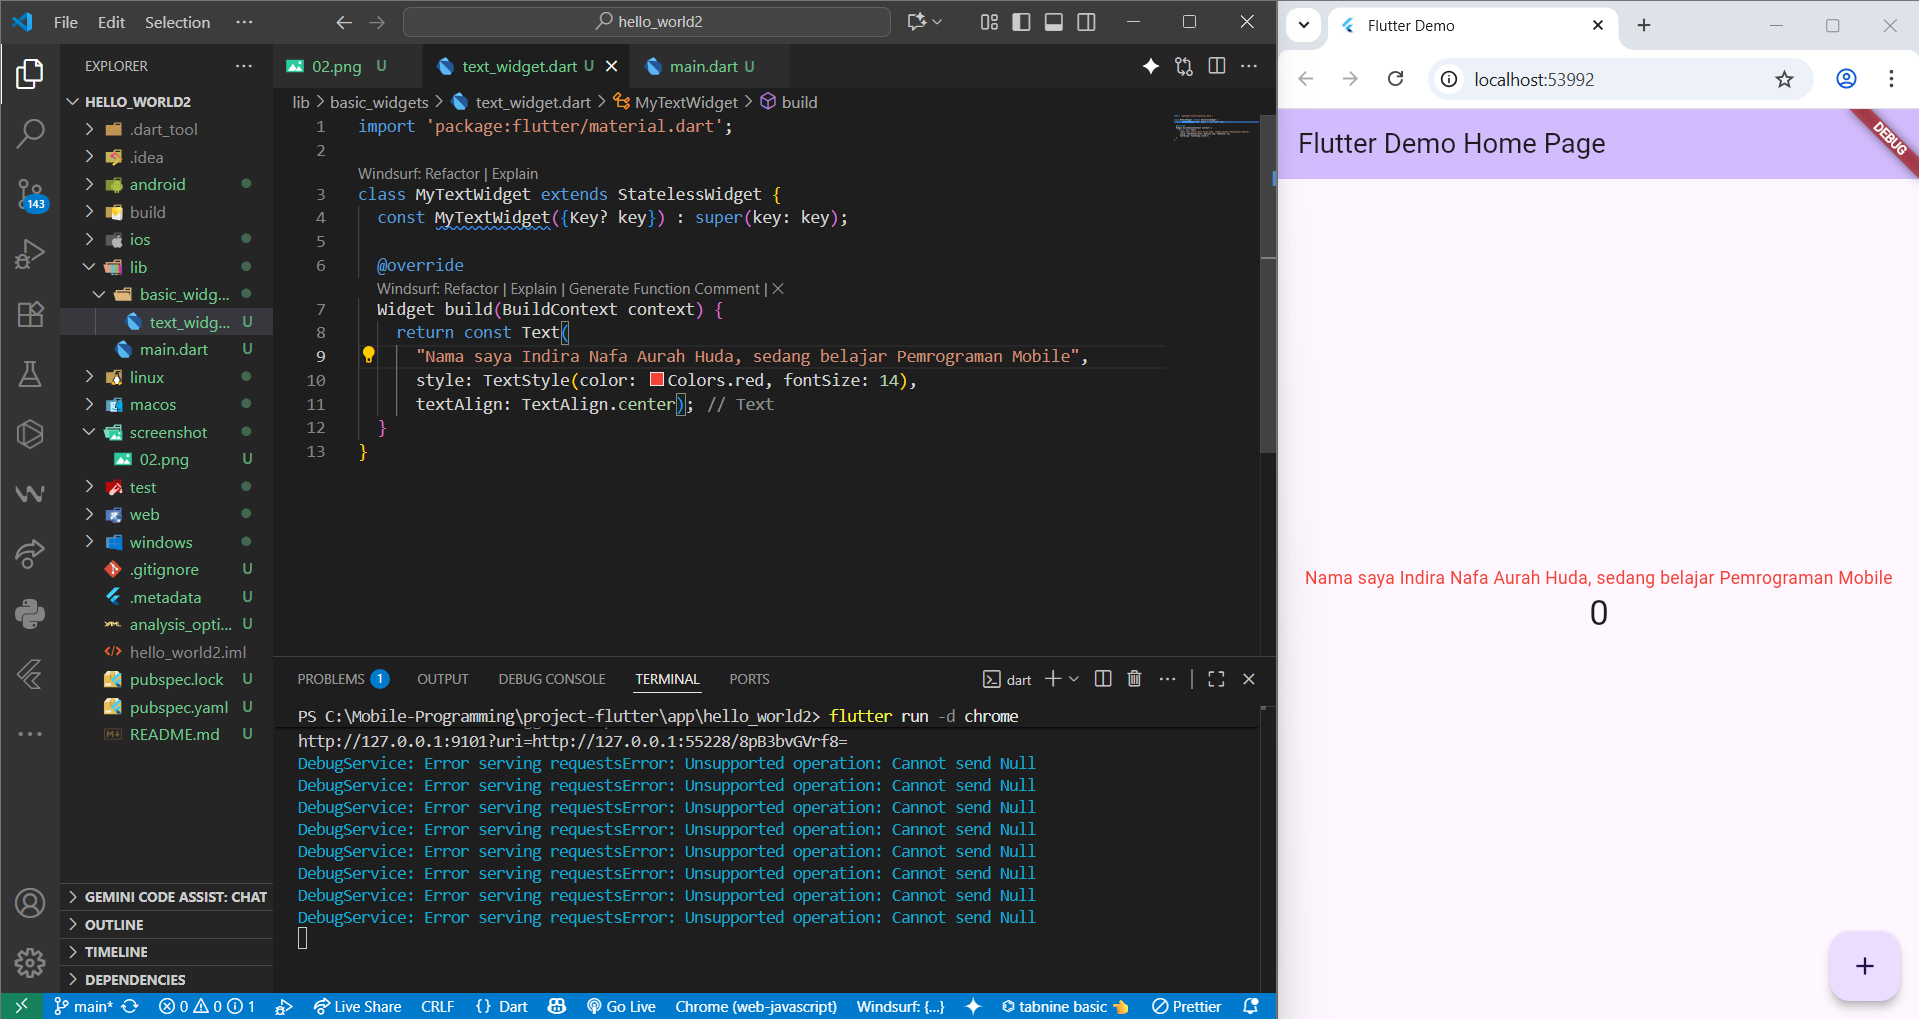 File Edit Selection ···
hello_world2
EXPLORER
HELLO_WORLD2
.dart_tool
.idea
android
build
ios
lib
basic_widg...
text_widg... U
main.dart U
linux
macos
screenshot
02.png U
test
web
windows
.gitignore U
.metadata U
analysis_opti... U
hello_world2.iml
pubspec.lock U
pubspec.yaml U
README.md U
GEMINI CODE ASSIST: CHAT
OUTLINE
TIMELINE
DEPENDENCIES
143
02.png U text_widget.dart U main.dart U
lib > basic_widgets > text_widget.dart > MyTextWidget > build
1 import 'package:flutter/material.dart';
2
Windsurf: Refactor | Explain
3 class MyTextWidget extends StatelessWidget {
4 const MyTextWidget({Key? key}) : super(key: key);
5
6 @override
Windsurf: Refactor | Explain | Generate Function Comment | ×
7 Widget build(BuildContext context) {
8 return const Text(
9 "Nama saya Indira Nafa Aurah Huda, sedang belajar Pemrograman Mobile",
10 style: TextStyle(color: Colors.red, fontSize: 14),
11 textAlign: TextAlign.center); // Text
12 }
13 }
PROBLEMS 1 OUTPUT DEBUG CONSOLE TERMINAL PORTS
dart
PS C:\Mobile-Programming\project-flutter\app\hello_world2> flutter run -d chrome
http://127.0.0.1:9101?uri=http://127.0.0.1:55228/8pB3bvGVrf8=
DebugService: Error serving requestsError: Unsupported operation: Cannot send Null
DebugService: Error serving requestsError: Unsupported operation: Cannot send Null
DebugService: Error serving requestsError: Unsupported operation: Cannot send Null
DebugService: Error serving requestsError: Unsupported operation: Cannot send Null
DebugService: Error serving requestsError: Unsupported operation: Cannot send Null
DebugService: Error serving requestsError: Unsupported operation: Cannot send Null
DebugService: Error serving requestsError: Unsupported operation: Cannot send Null
DebugService: Error serving requestsError: Unsupported operation: Cannot send Null
main* 0 0 1 Live Share CRLF {} Dart Go Live Chrome (web-javascript) Windsurf: {...} tabnine basic Prettier
Flutter Demo
localhost:53992
Flutter Demo Home Page
DEBUG
Nama saya Indira Nafa Aurah Huda, sedang belajar Pemrograman Mobile
0
+